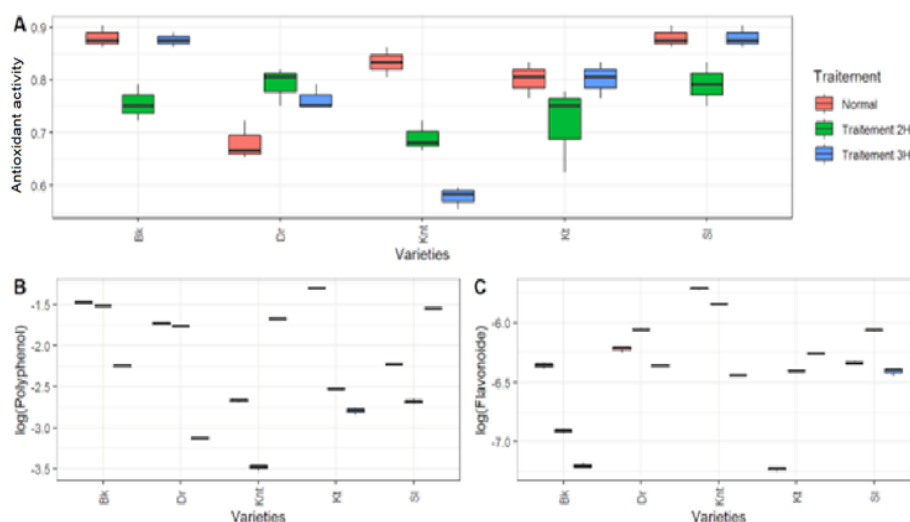 A
Antioxidant activity
0.9
0.8
0.7
0.6
Bk
Dr
Knt
Kt
Sl
Varieties
Traitement
Normal
Traitement 2H
Traitement 3H
B
log(Polyphenol)
-1.5
-2.0
-2.5
-3.0
-3.5
Bk
Dr
Knt
Kt
Sl
Varieties
C
log(Flavonoide)
-6.0
-6.5
-7.0
Bk
Dr
Knt
Kt
Sl
Varieties